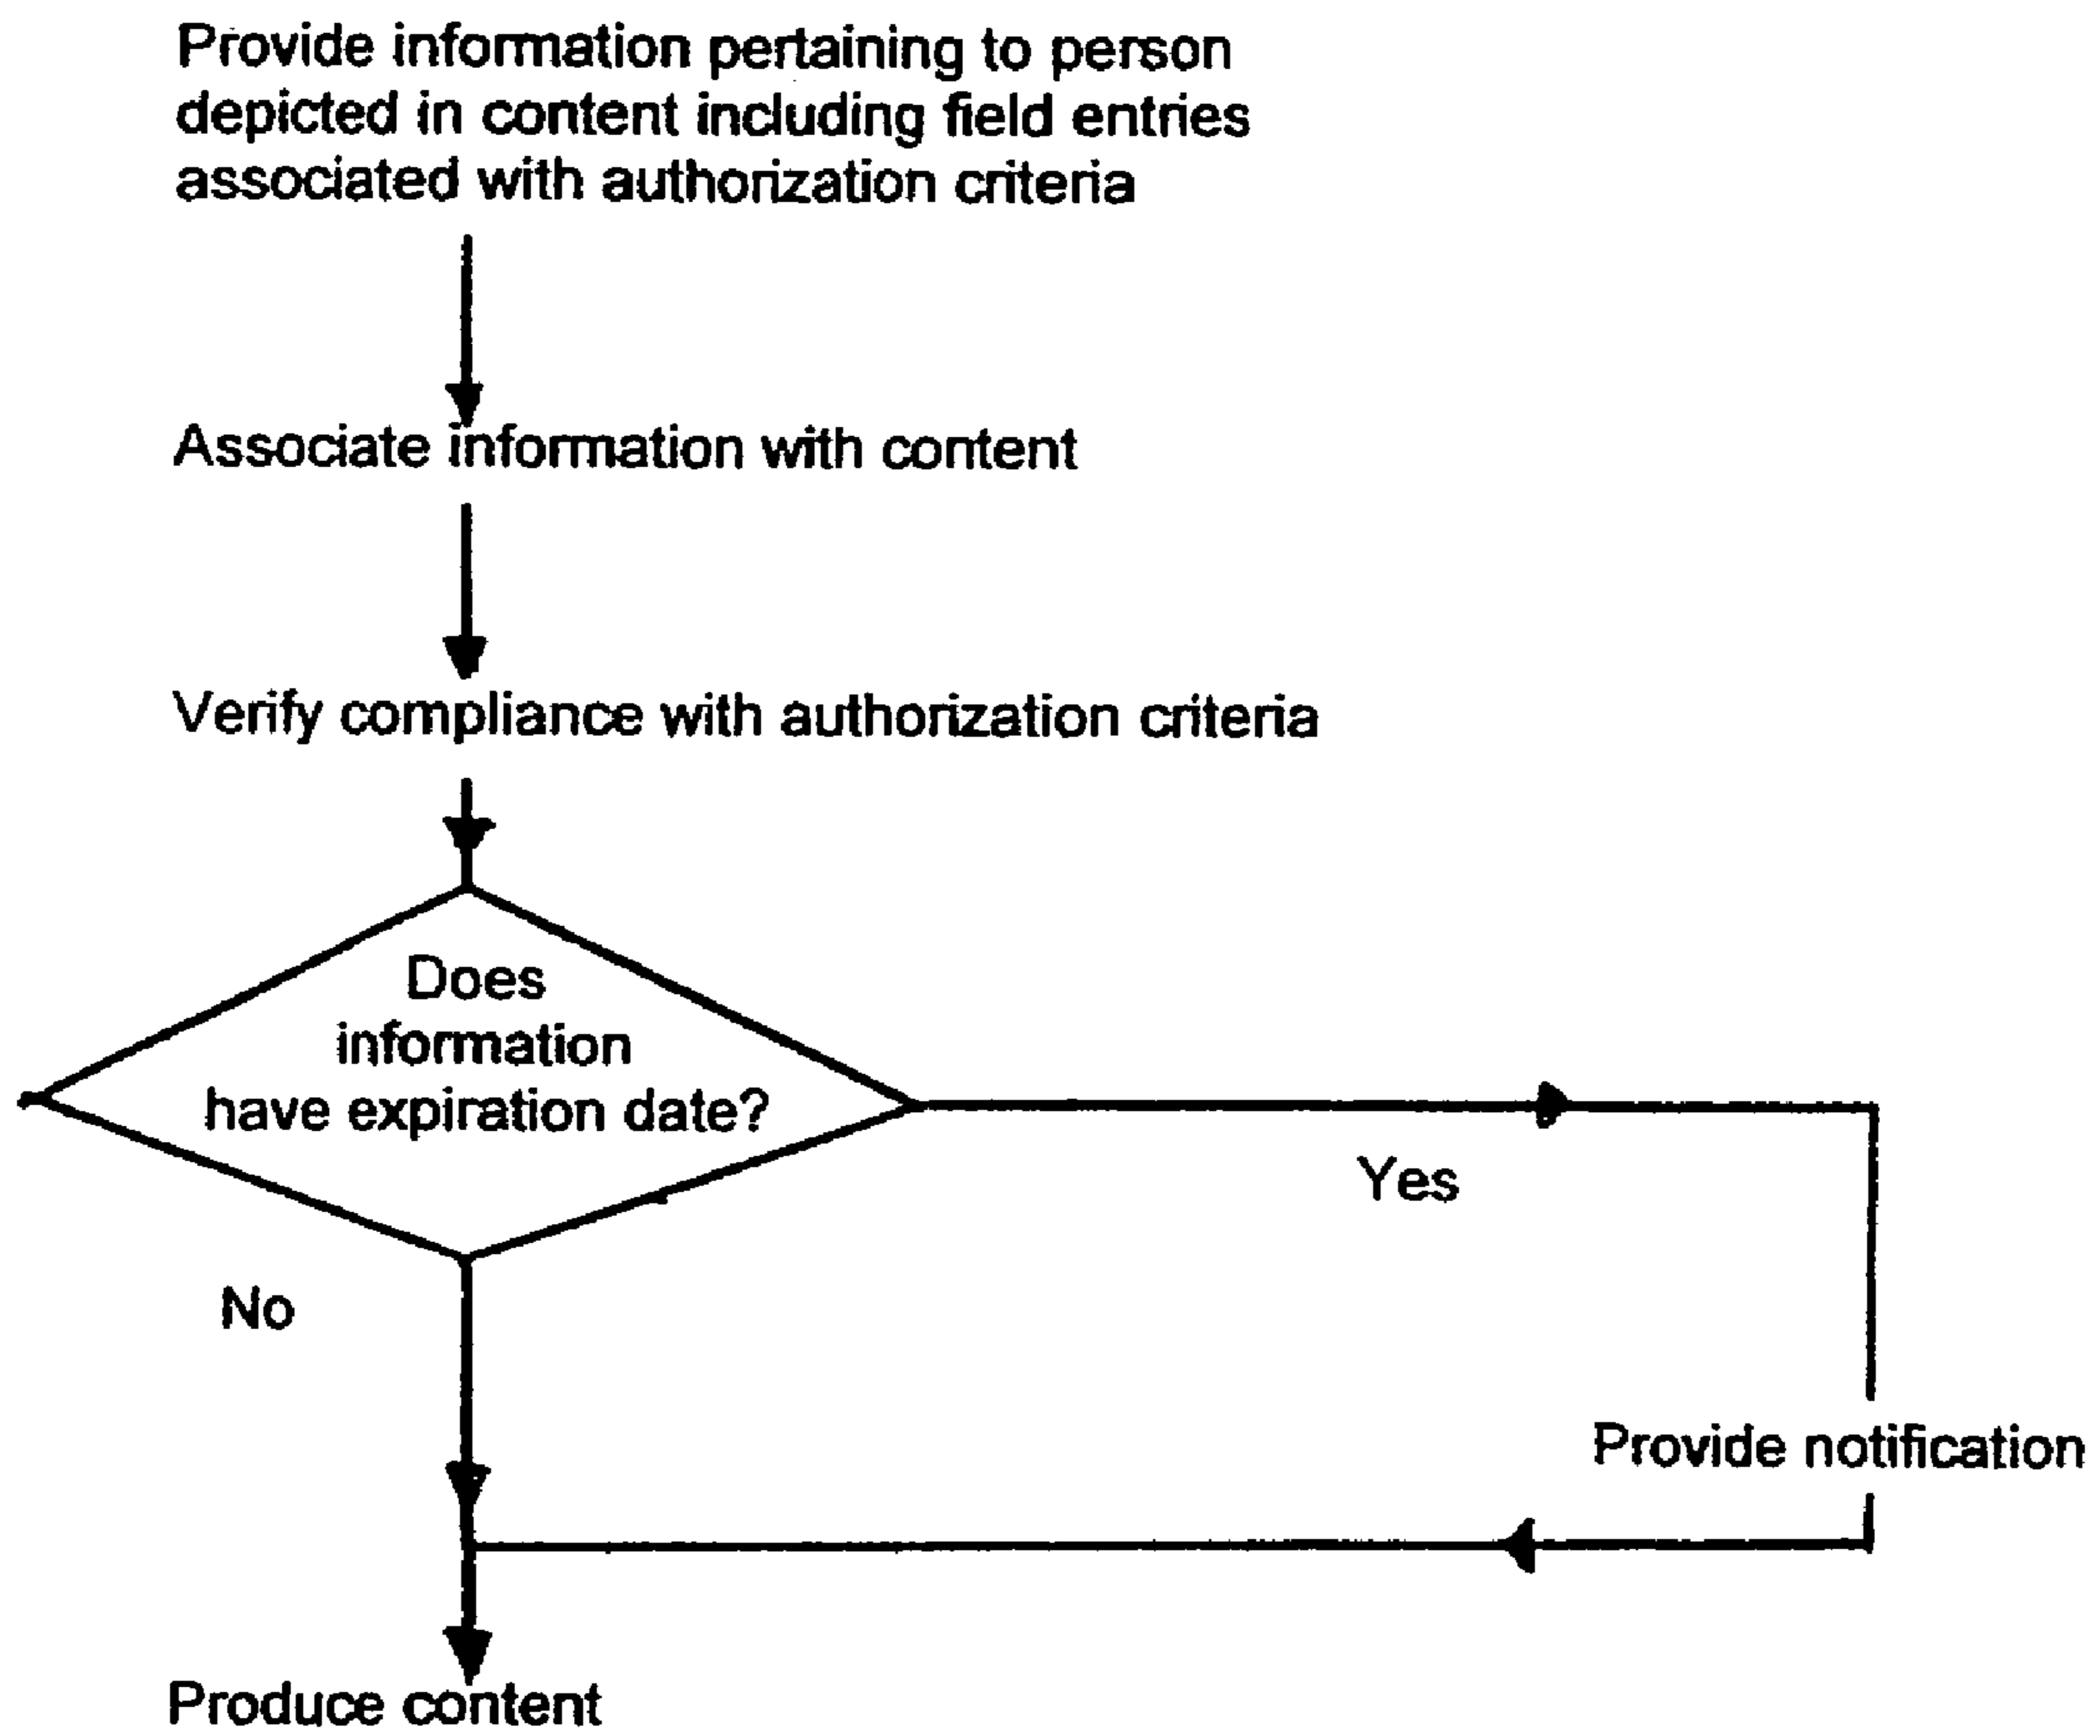 Provide information pertaining to person
depicted in content including field entries
associated with authorization criteria
Associate information with content
Verify compliance with authorization criteria
Does
information
have expiration date?
Yes
No
Provide notification
Produce content